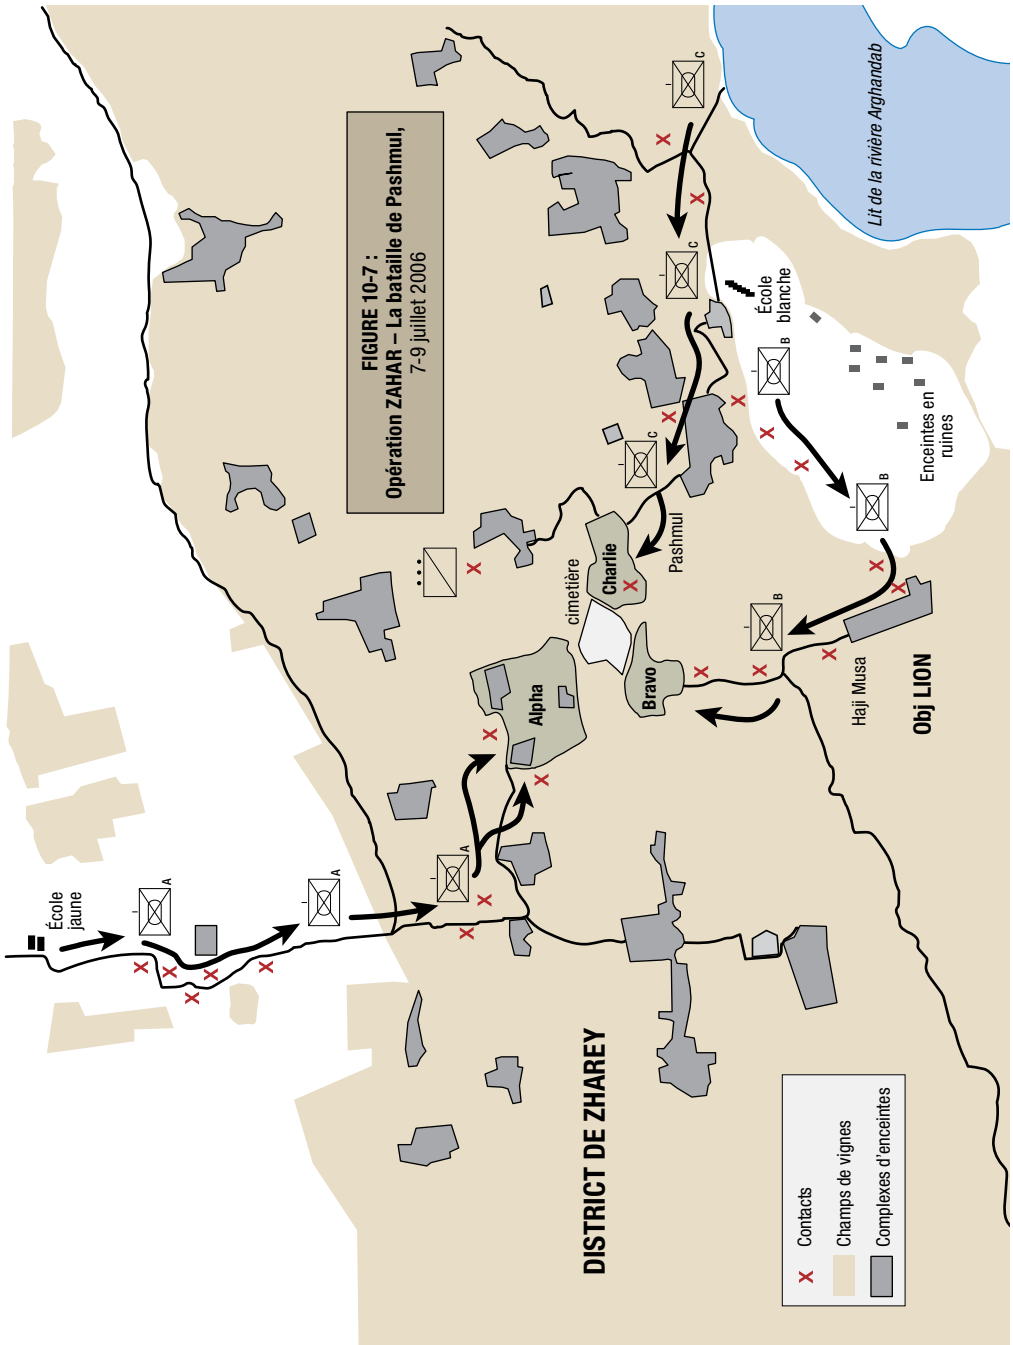 FIGURE 10-7 :
Opération ZAHAR – La bataille de Pashmul,
7-9 juillet 2006
École
jaune
A
A
A
Alpha
cimetière
Charlie
Bravo
Pashmul
C
C
C
École
blanche
B
B
B
Enceintes en
ruines
Lit de la rivière Arghandab
Haji Musa
Obj LION
DISTRICT DE ZHAREY
X Contacts
Champs de vignes
Complexes d'enceintes